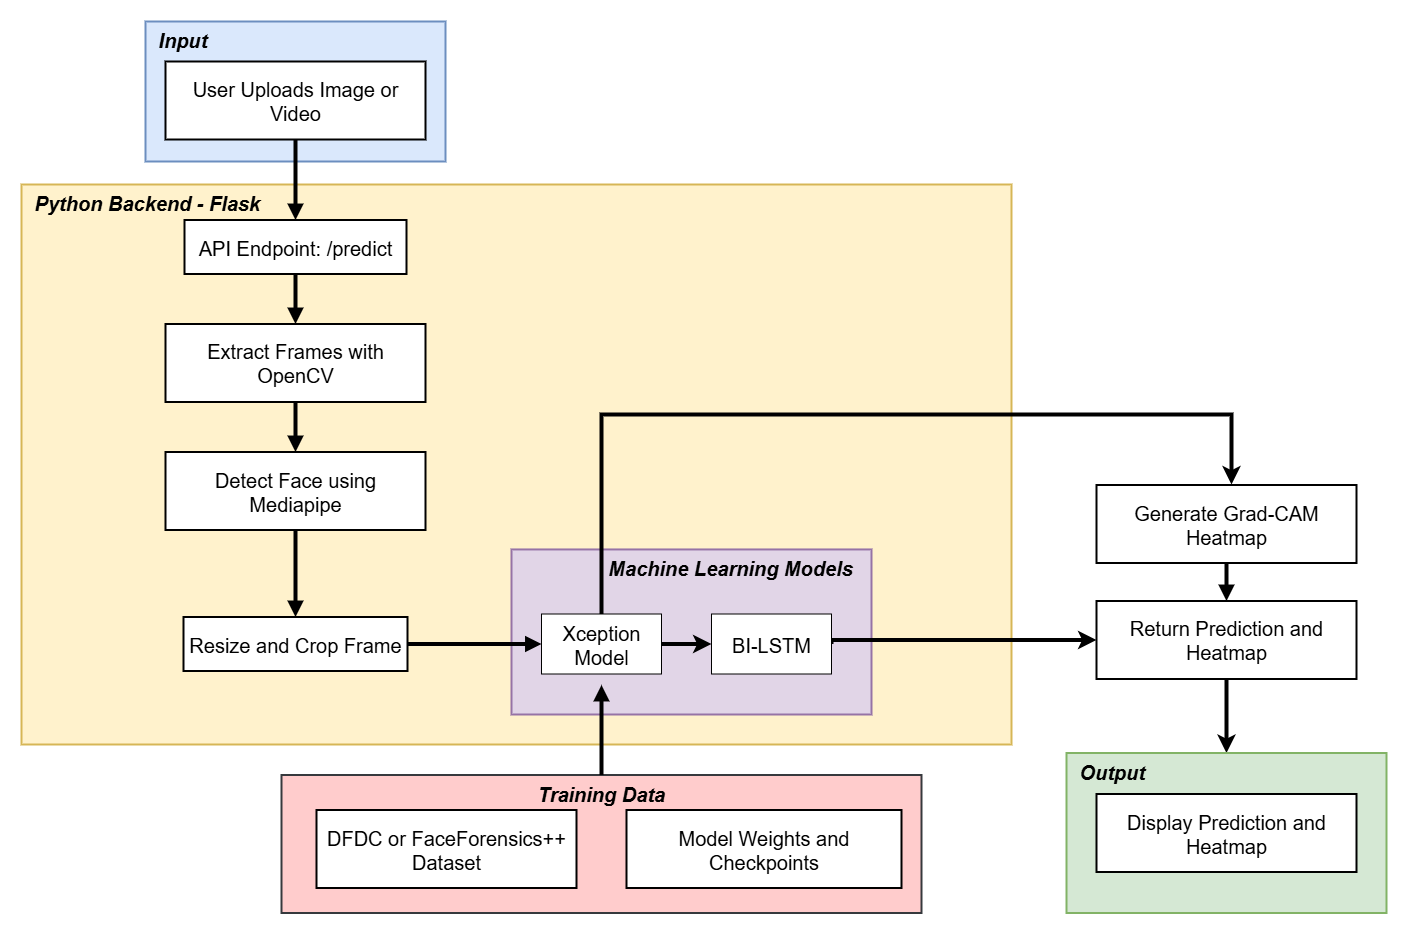 Input
User Uploads Image or
Video
Python Backend - Flask
API Endpoint: /predict
Extract Frames with
OpenCV
Detect Face using
Mediapipe
Resize and Crop Frame
Machine Learning Models
Xception
Model
BI-LSTM
Generate Grad-CAM
Heatmap
Return Prediction and
Heatmap
Training Data
DFDC or FaceForensics++
Dataset
Model Weights and
Checkpoints
Output
Display Prediction and
Heatmap